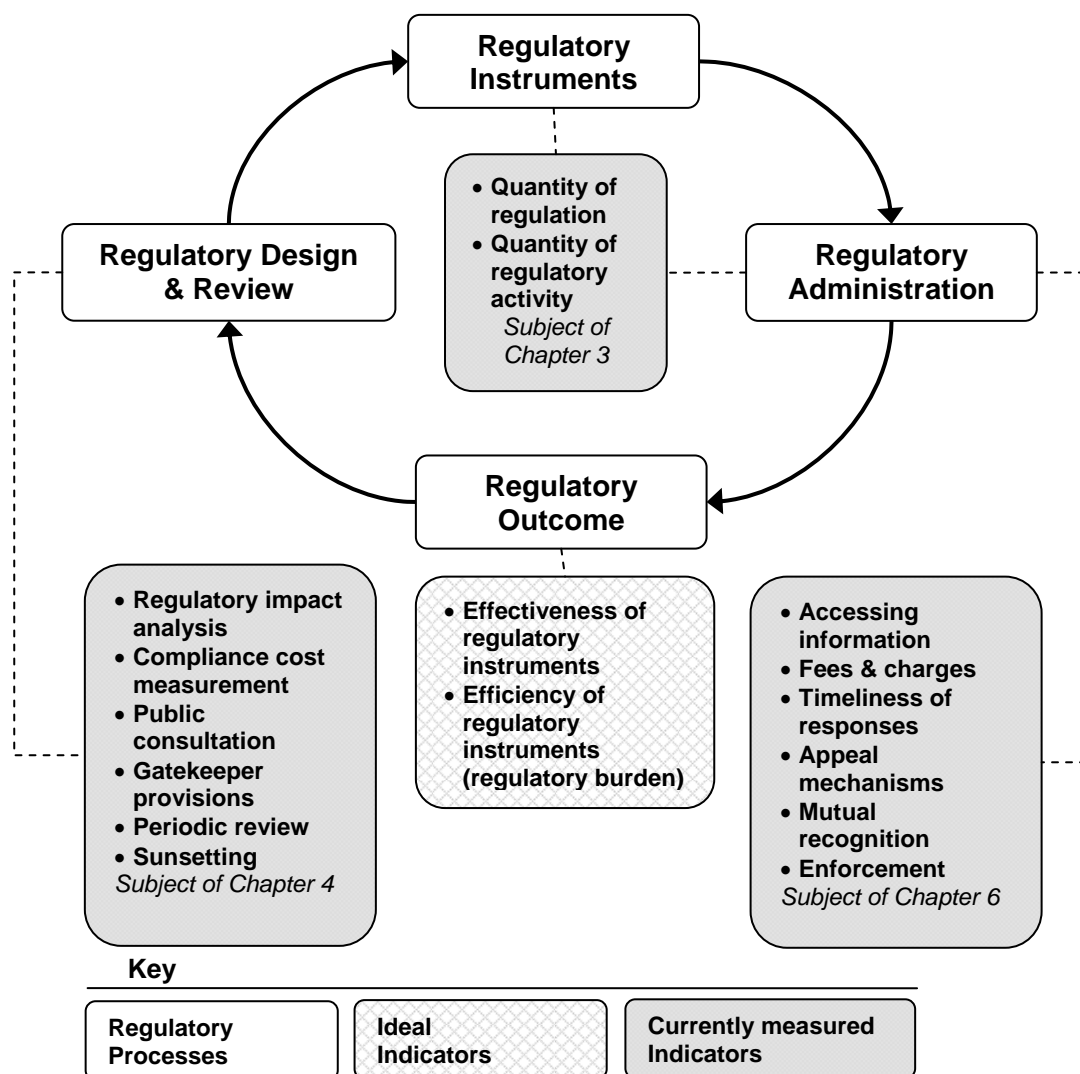 Regulatory
Instruments
• Quantity of
regulation
• Quantity of
regulatory
activity
Subject of
Chapter 3
Regulatory Design
& Review
Regulatory
Administration
Regulatory
Outcome
• Regulatory impact
analysis
• Compliance cost
measurement
• Public
consultation
• Gatekeeper
provisions
• Periodic review
• Sunsetting
Subject of Chapter 4
• Effectiveness of
regulatory
instruments
• Efficiency of
regulatory
instruments
(regulatory burden)
• Accessing
information
• Fees & charges
• Timeliness of
responses
• Appeal
mechanisms
• Mutual
recognition
• Enforcement
Subject of Chapter 6
Key
Regulatory
Processes
Ideal
Indicators
Currently measured
Indicators